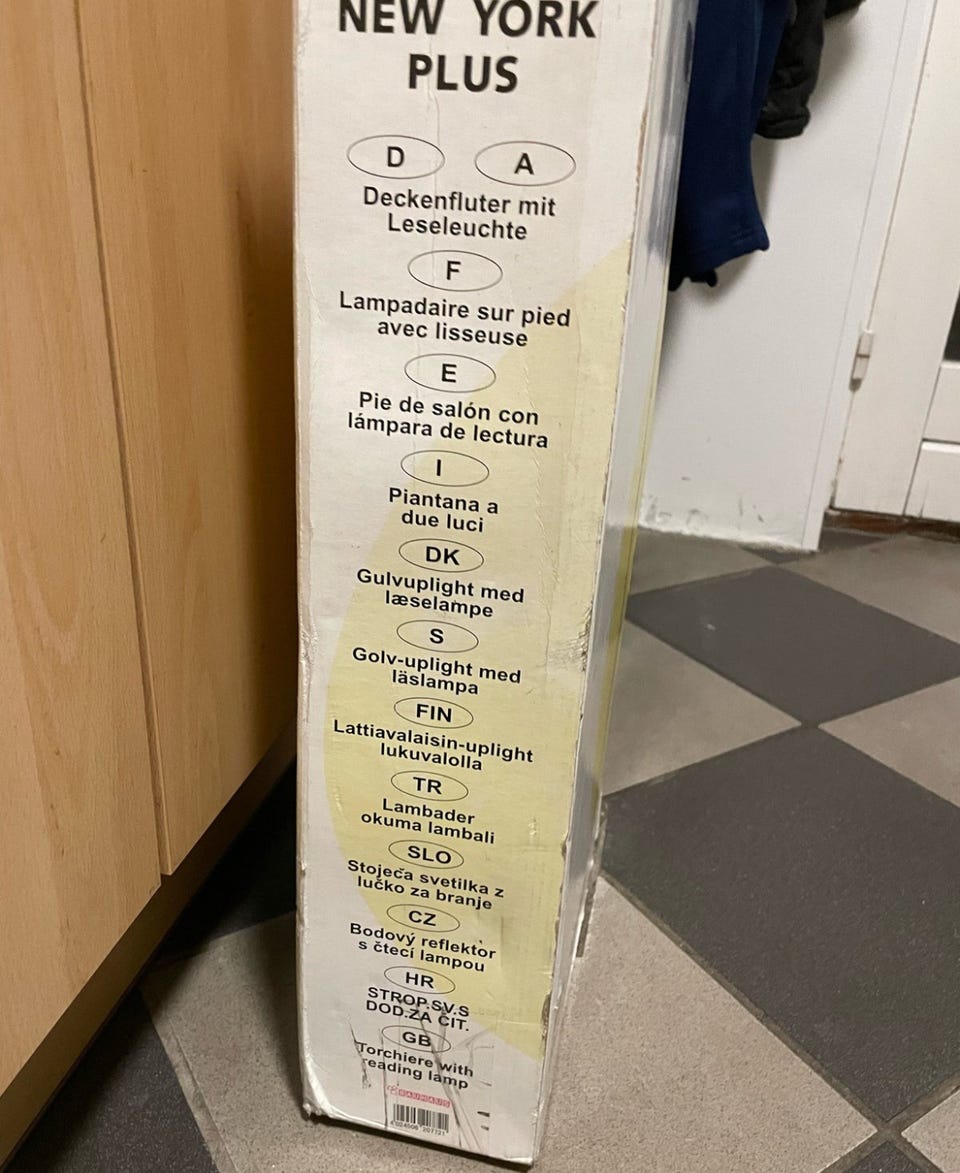 NEW YORK
PLUS
D A
Deckenfluter mit
Leseleuchte
F
Lampadaire sur pied
avec lisseuse
E
Pie de salón con
lámpara de lectura
I
Piantana a
due luci
DK
Gulvuplight med
læselampe
S
Golv-uplight med
läslampa
FIN
Lattiavalaisin-uplight
lukuvalolla
TR
Lambader
okuma lambali
SLO
Stoječa svetilka z
lučko za branje
CZ
Bodový reflektor
s čtecí lampou
HR
STROP.SV.S
DOD.ZA ČIT.
GB
Torchiere with
reading lamp
BAUHAUS